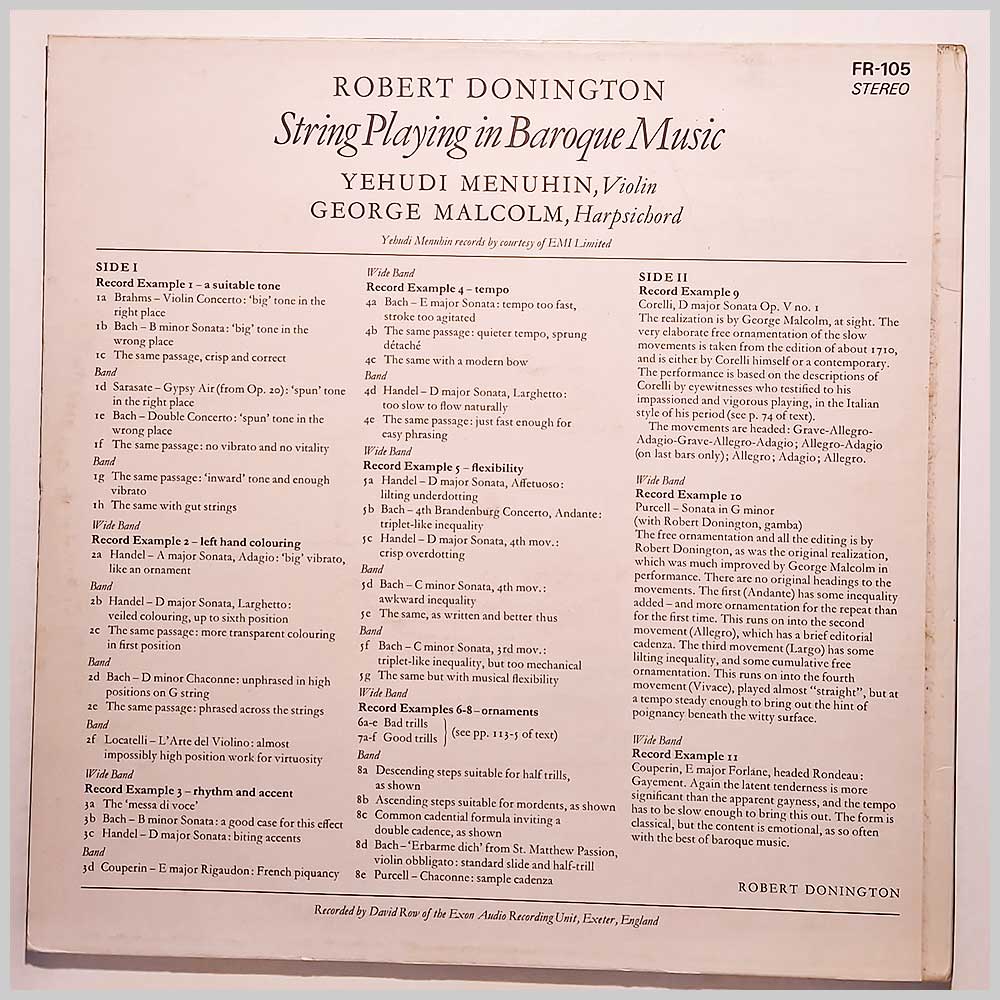 FR-105
STEREO
ROBERT DONINGTON
String Playing in Baroque Music
YEHUDI MENUHIN, Violin
GEORGE MALCOLM, Harpsichord
Yehudi Menuhin records by courtesy of EMI Limited
SIDE I
Record Example 1 – a suitable tone
1a Brahms – Violin Concerto: ‘big’ tone in the
right place
1b Bach – B minor Sonata: ‘big’ tone in the
wrong place
1c The same passage, crisp and correct
Band
1d Sarasate – Gypsy Air (from Op. 20): ‘spun’ tone
in the right place
1e Bach – Double Concerto: ‘spun’ tone in the
wrong place
1f The same passage: no vibrato and no vitality
Band
1g The same passage: ‘inward’ tone and enough
vibrato
1h The same with gut strings
Wide Band
Record Example 2 – left hand colouring
2a Handel – A major Sonata, Adagio: ‘big’ vibrato,
like an ornament
Band
2b Handel – D major Sonata, Larghetto:
veiled colouring, up to sixth position
2c The same passage: more transparent colouring
in first position
Band
2d Bach – D minor Chaconne: unphrased in high
positions on G string
2e The same passage: phrased across the strings
Band
2f Locatelli – L’Arte del Violino: almost
impossibly high position work for virtuosity
Wide Band
Record Example 3 – rhythm and accent
3a The ‘messa di voce’
3b Bach – B minor Sonata: a good case for this effect
3c Handel – D major Sonata: biting accents
Band
3d Couperin – E major Rigaudon: French piquancy
Wide Band
Record Example 4 – tempo
4a Bach – E major Sonata: tempo too fast,
stroke too agitated
4b The same passage: quieter tempo, sprung
détaché
4c The same with a modern bow
Band
4d Handel – D major Sonata, Larghetto:
too slow to flow naturally
4e The same passage: just fast enough for
easy phrasing
Wide Band
Record Example 5 – flexibility
5a Handel – D major Sonata, Affetuoso:
lilting underdotting
5b Bach – 4th Brandenburg Concerto, Andante:
triplet-like inequality
5c Handel – D major Sonata, 4th mov.:
crisp overdotting
Band
5d Bach – C minor Sonata, 4th mov.:
awkward inequality
5e The same, as written and better thus
Band
5f Bach – C minor Sonata, 3rd mov.:
triplet-like inequality, but too mechanical
5g The same but with musical flexibility
Wide Band
Record Examples 6-8 – ornaments
6a-e Bad trills
7a-f Good trills } (see pp. 113-5 of text)
Band
8a Descending steps suitable for half trills,
as shown
8b Ascending steps suitable for mordents, as shown
8c Common cadential formula inviting a
double cadence, as shown
8d Bach – ‘Erbarme dich’ from St. Matthew Passion,
violin obbligato: standard slide and half-trill
8e Purcell – Chaconne: sample cadenza
SIDE II
Record Example 9
Corelli, D major Sonata Op. V no. 1
The realization is by George Malcolm, at sight. The
very elaborate free ornamentation of the slow
movements is taken from the edition of about 1710,
and is either by Corelli himself or a contemporary.
The performance is based on the descriptions of
Corelli by eyewitnesses who testified to his
impassioned and vigorous playing, in the Italian
style of his period (see p. 74 of text).
The movements are headed: Grave-Allegro-
Adagio-Grave-Allegro-Adagio; Allegro-Adagio
(on last bars only); Allegro; Adagio; Allegro.
Wide Band
Record Example 10
Purcell – Sonata in G minor
(with Robert Donington, gamba)
The free ornamentation and all the editing is by
Robert Donington, as was the original realization,
which was much improved by George Malcolm in
performance. There are no original headings to the
movements. The first (Andante) has some inequality
added – and more ornamentation for the repeat than
for the first time. This runs on into the second
movement (Allegro), which has a brief editorial
cadenza. The third movement (Largo) has some
lilting inequality, and some cumulative free
ornamentation. This runs on into the fourth
movement (Vivace), played almost “straight”, but at
a tempo steady enough to bring out the hint of
poignancy beneath the witty surface.
Wide Band
Record Example 11
Couperin, E major Forlane, headed Rondeau:
Gayement. Again the latent tenderness is more
significant than the apparent gayness, and the tempo
has to be slow enough to bring this out. The form is
classical, but the content is emotional, as so often
with the best of baroque music.
ROBERT DONINGTON
Recorded by David Row of the Exon Audio Recording Unit, Exeter, England